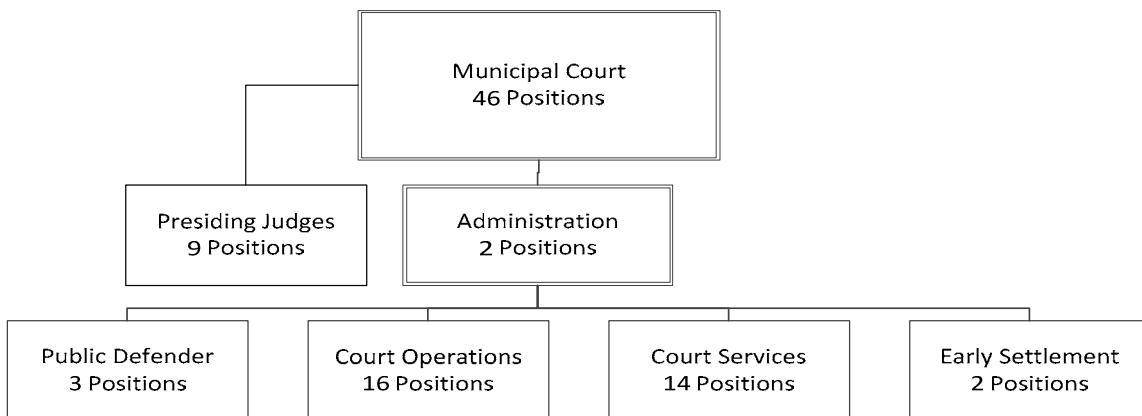 Municipal Court
46 Positions
Presiding Judges
9 Positions
Administration
2 Positions
Public Defender
3 Positions
Court Operations
16 Positions
Court Services
14 Positions
Early Settlement
2 Positions